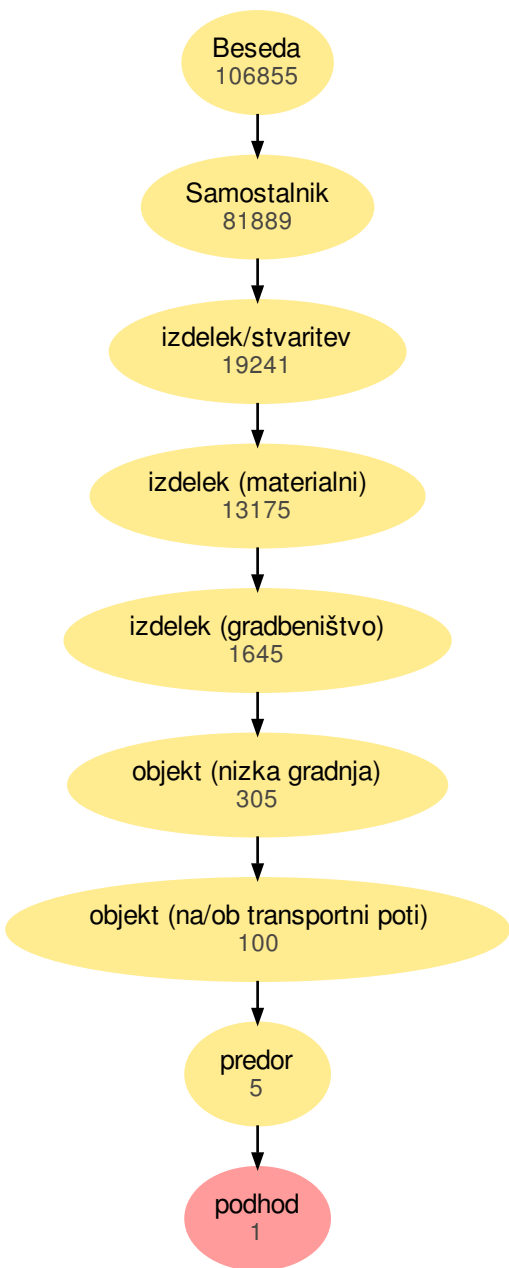 Beseda
106855
Samostalnik
81889
izdelek/stvaritev
19241
izdelek (materialni)
13175
izdelek (gradbeništvo)
1645
objekt (nizka gradnja)
305
objekt (na/ob transportni poti)
100
predor
5
podhod
1